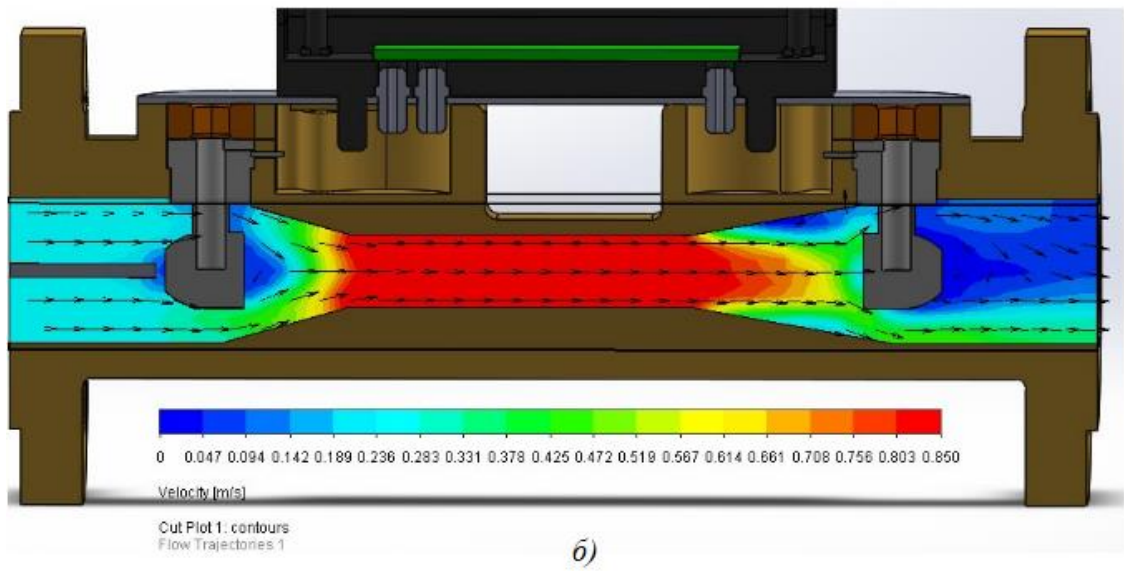 0 0.047 0.094 0.142 0.189 0.236 0.283 0.331 0.378 0.425 0.472 0.519 0.567 0.614 0.661 0.708 0.756 0.803 0.850
Velocity [m/s]
Cut Plot 1: contours
Flow Trajectories 1
б)